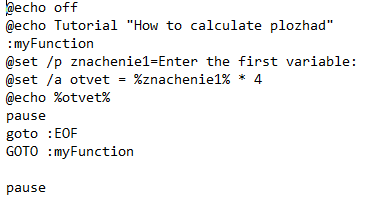 @echo off
@echo Tutorial "How to calculate plozhad"
:myFunction
@set /p znachenie1=Enter the first variable:
@set /a otvet = %znachenie1% * 4
@echo %otvet%
pause
goto :EOF
GOTO :myFunction
pause